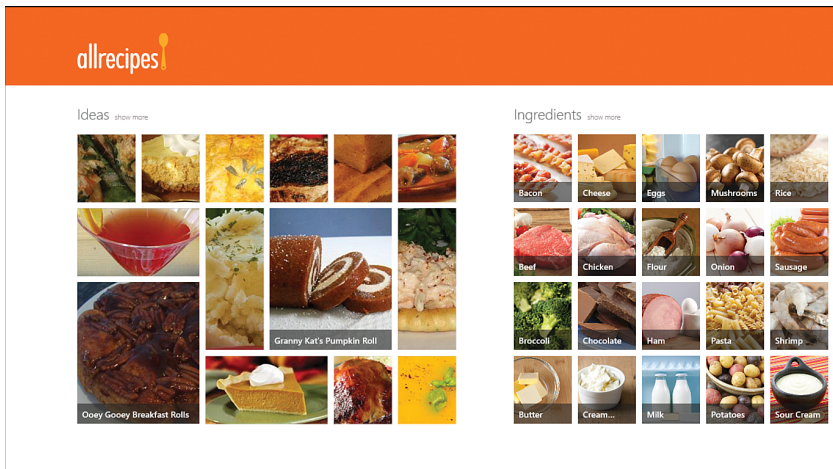 allrecipes
Ideas show more
Granny Kat's Pumpkin Roll
Ooey Gooey Breakfast Rolls
Ingredients show more
Bacon
Cheese
Eggs
Mushrooms
Rice
Beef
Chicken
Flour
Onion
Sausage
Broccoli
Chocolate
Ham
Pasta
Shrimp
Butter
Cream...
Milk
Potatoes
Sour Cream